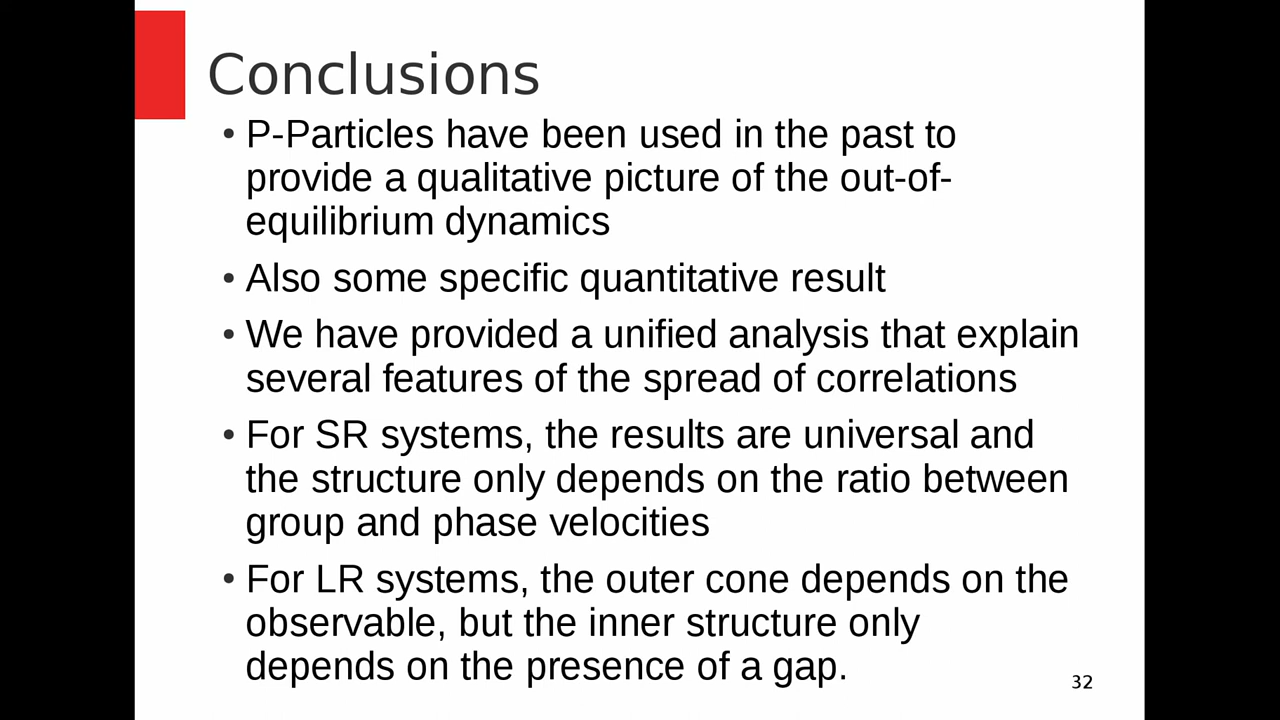 Conclusions
• P-Particles have been used in the past to
provide a qualitative picture of the out-of-
equilibrium dynamics
• Also some specific quantitative result
• We have provided a unified analysis that explain
several features of the spread of correlations
• For SR systems, the results are universal and
the structure only depends on the ratio between
group and phase velocities
• For LR systems, the outer cone depends on the
observable, but the inner structure only
depends on the presence of a gap.
32